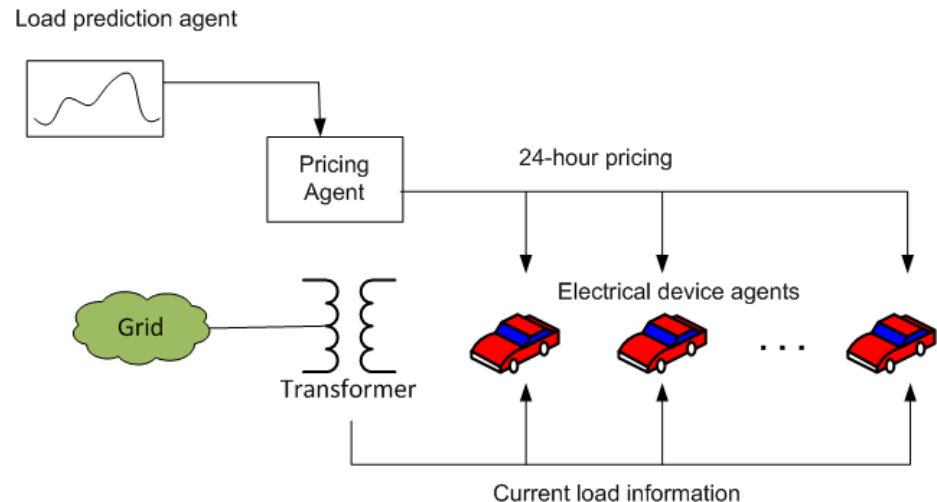 Load prediction agent
Pricing
Agent
24-hour pricing
Electrical device agents
Grid
. . .
Transformer
Current load information